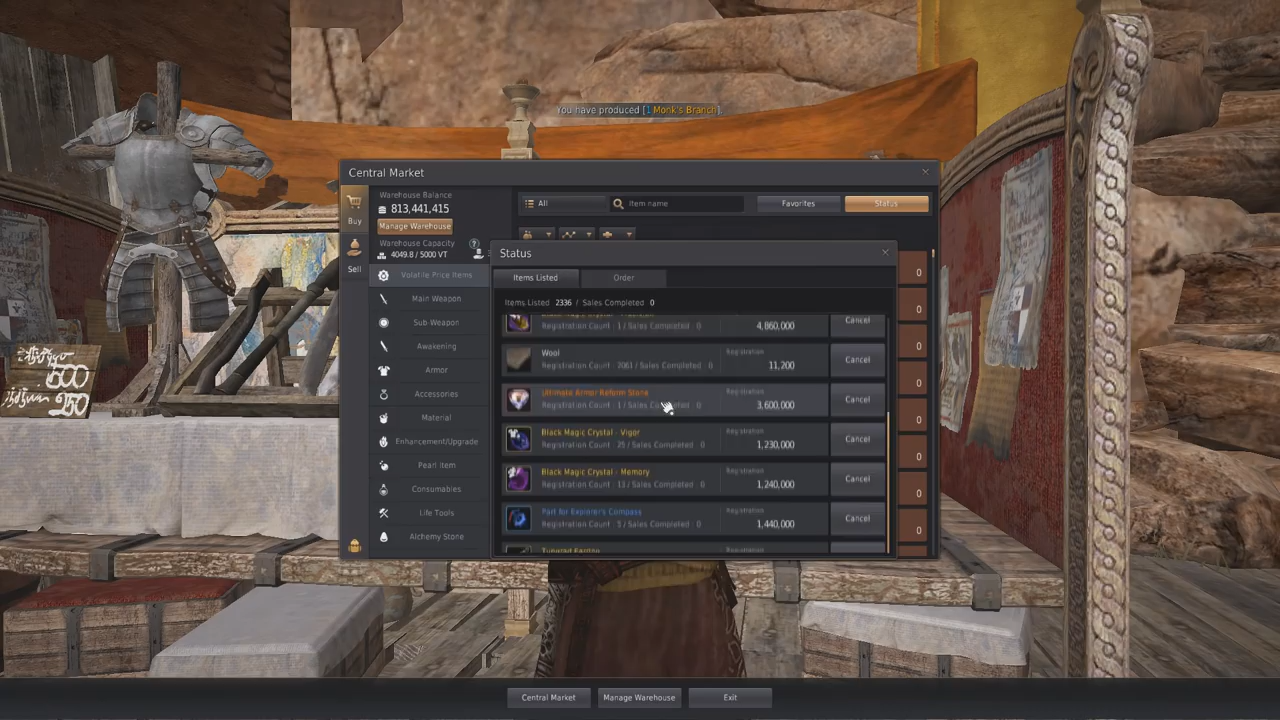 You have produced [1 Monk's Branch].
Central Market
Warehouse Balance
813,441,415
Manage Warehouse
Warehouse Capacity
4049.8 / 5000 VT
Buy
Sell
All
Item name
Favorites
Status
Volatile Price Items
Main Weapon
Sub-Weapon
Awakening
Armor
Accessories
Material
Enhancement/Upgrade
Pearl Item
Consumables
Life Tools
Alchemy Stone
Status
Items Listed
Order
Items Listed 2336 / Sales Completed 0
Registration Count : 1 / Sales Completed : 0
4,860,000
Cancel
Wool
Registration Count : / Sales Completed : 0
Registration
11,200
Cancel
Ultimate Armor Reform Stone
Registration Count : 1 / Sales Completed : 0
Registration
3,600,000
Cancel
Black Magic Crystal - Vigor
Registration Count : 25 / Sales Completed : 0
Registration
1,230,000
Cancel
Black Magic Crystal - Memory
Registration Count : 13 / Sales Completed : 0
Registration
1,240,000
Cancel
Part for Explorer's Compass
Registration Count : / Sales Completed : 0
Registration
1,440,000
Cancel
0
0
0
0
0
0
0
0
500
Central Market
Manage Warehouse
Exit